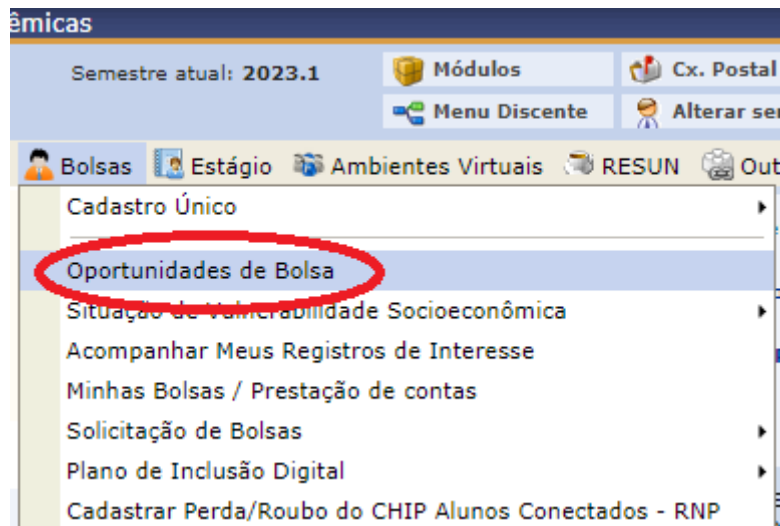 êmicas
Semestre atual: 2023.1 Módulos Cx. Postal
Menu Discente Alterar se
Bolsas Estágio Ambientes Virtuais RESUN Out
Cadastro Único
Oportunidades de Bolsa
Situação de Vulnerabilidade Socioeconômica
Acompanhar Meus Registros de Interesse
Minhas Bolsas / Prestação de contas
Solicitação de Bolsas
Plano de Inclusão Digital
Cadastrar Perda/Roubo do CHIP Alunos Conectados - RNP